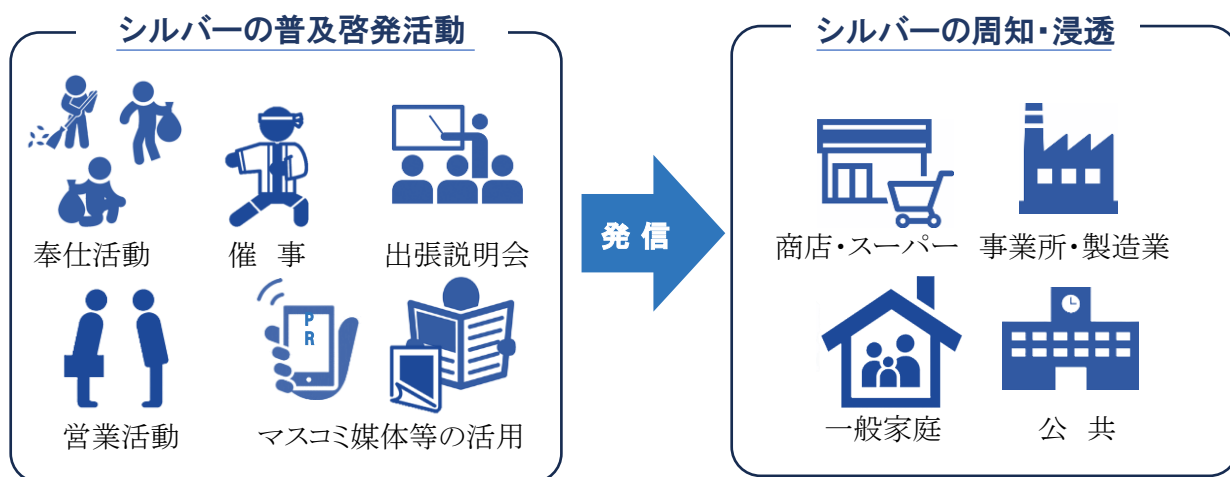 シルバーの普及啓発活動
奉仕活動
催 事
出張説明会
営業活動
PR
マスコミ媒体等の活用
発 信
シルバーの周知・浸透
商店・スーパー
事業所・製造業
一般家庭
公 共